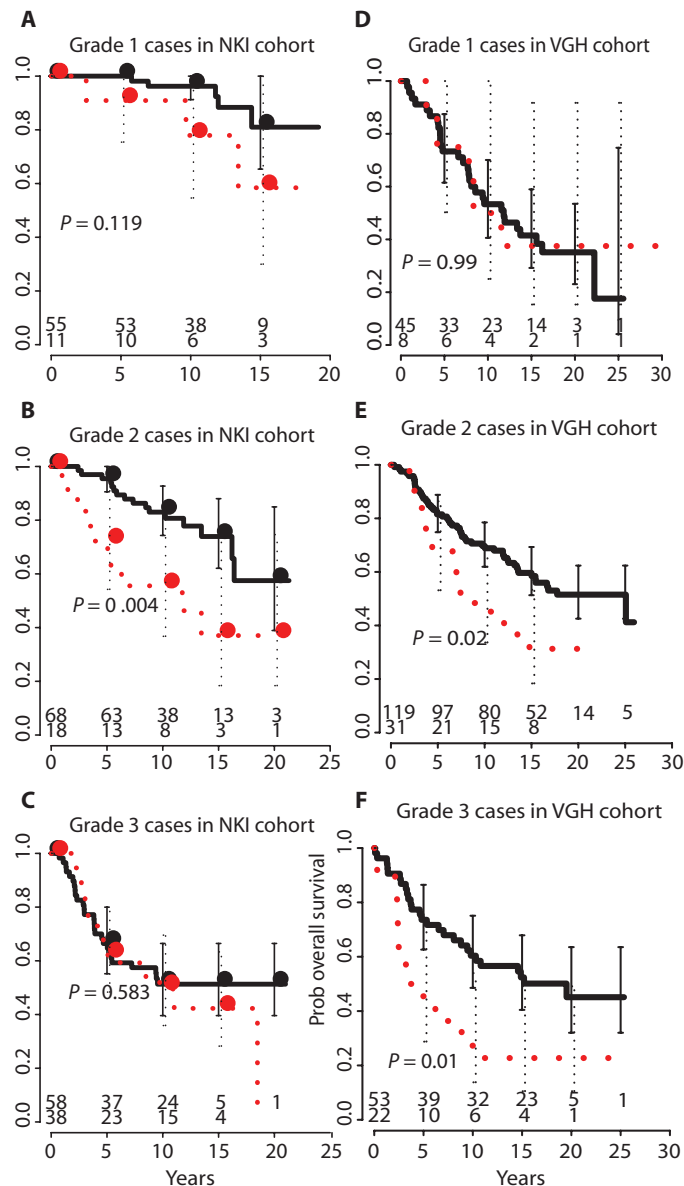 A
Grade 1 cases in NKI cohort
1.0
0.8
0.6
0.4
0.2
0.0
P = 0.119
55 53 38 9
11 10 6 3
0 5 10 15 20
B
Grade 2 cases in NKI cohort
1.0
0.8
0.6
0.4
0.2
0.0
P 0 .004
68 63 38 13 3
18 13 8 3 1
0 5 10 15 20 25
C
Grade 3 cases in NKI cohort
1.0
0.8
0.6
0.4
0.2
0.0
P = 0.583
58 37 24 5 1
38 23 15 4
0 5 10 15 20 25
Years
D
Grade 1 cases in VGH cohort
1.0
0.8
0.6
0.4
0.2
0.0
P = 0.99
45 33 23 14 3 1
8 6 4 2 1
0 5 10 15 20 25 30
E
Grade 2 cases in VGH cohort
1.0
0.8
0.6
0.4
0.2
0.0
P = 0.02
119 97 80 52 14 5
31 21 15 8
0 5 10 15 20 25 30
F
Grade 3 cases in VGH cohort
Prob overall survival
1.0
0.8
0.6
0.4
0.2
0.0
P = 0.01
53 39 32 23 5 1
22 10 6 4 1
0 5 10 15 20 25 30
Years